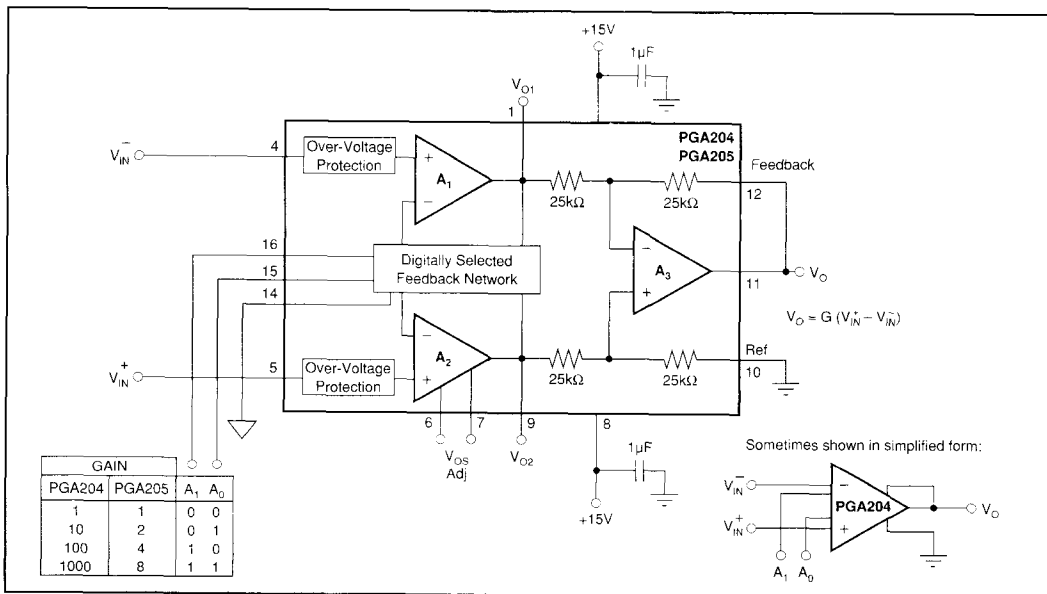 +15V
1µF
V_O1
1
PGA204
PGA205
V_IN^−
4
Over-Voltage
Protection
+
A_1
−
25kΩ
25kΩ
Feedback
12
16
15
14
Digitally Selected
Feedback Network
−
A_3
+
11
V_O
V_O = G (V_IN^+ − V_IN^−)
V_IN^+
5
Over-Voltage
Protection
−
A_2
+
25kΩ
25kΩ
Ref
10
6
7
9
8
V_OS
Adj
V_O2
1µF
+15V
GAIN
PGA204 PGA205 A_1 A_0
1 1 0 0
10 2 0 1
100 4 1 0
1000 8 1 1
Sometimes shown in simplified form:
V_IN^−
−
PGA204
V_O
V_IN^+
+
A_1 A_0